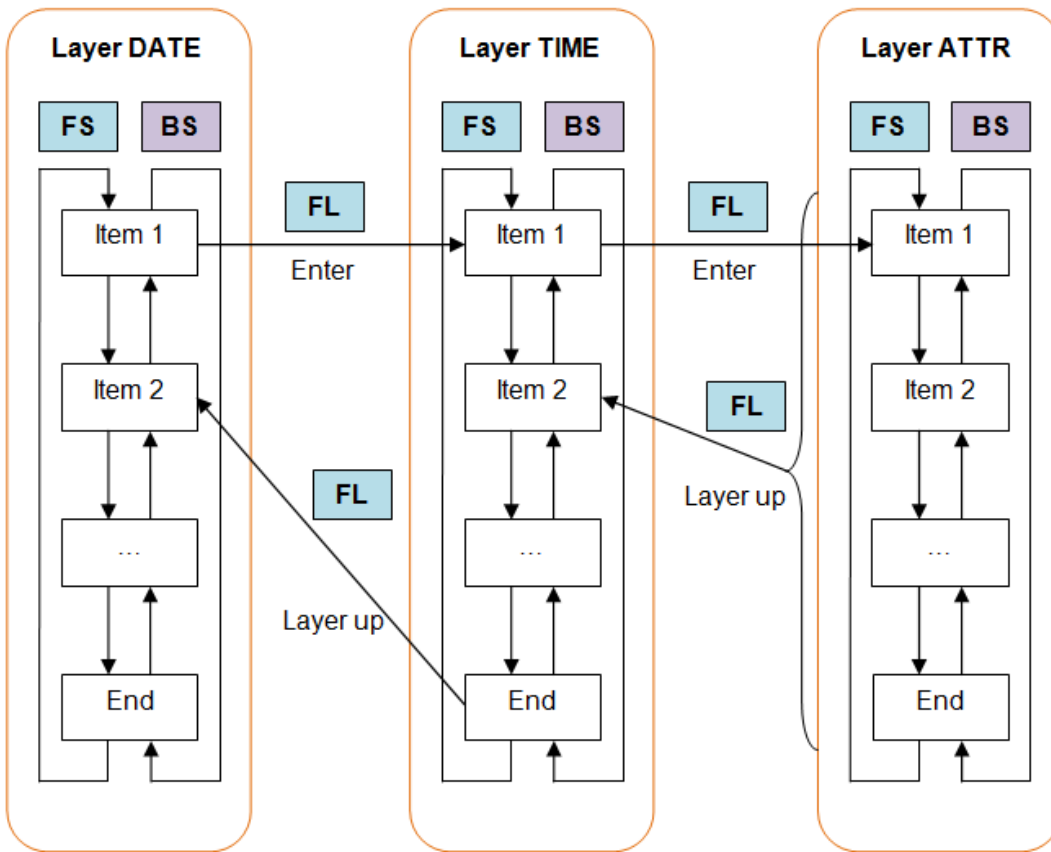 Layer DATE
Layer TIME
Layer ATTR
FS
BS
FS
BS
FS
BS
FL
FL
Item 1
Item 1
Item 1
Enter
Enter
Item 2
Item 2
Item 2
FL
FL
Layer up
...
...
...
Layer up
End
End
End